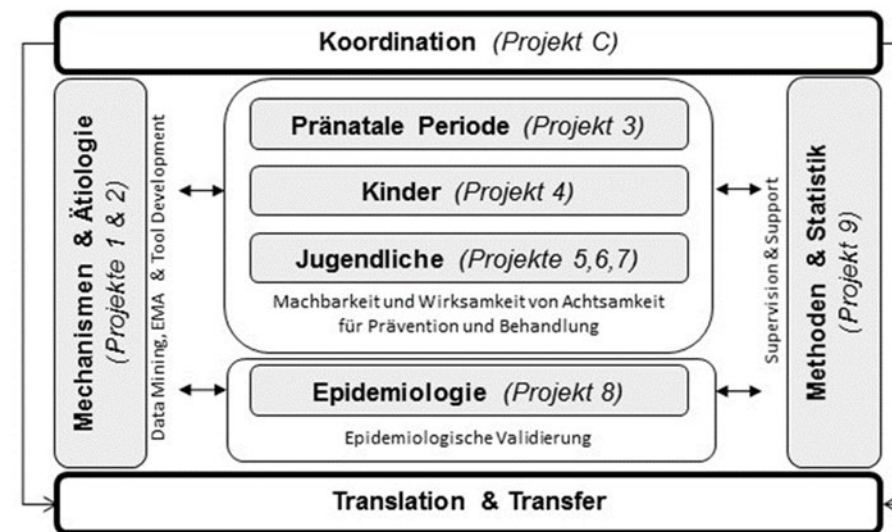 Koordination (Projekt C)
Mechanismen & Ätiologie
(Projekte 1 & 2)
Data Mining, EMA & Tool Development
Pränatale Periode (Projekt 3)
Kinder (Projekt 4)
Jugendliche (Projekte 5,6,7)
Machbarkeit und Wirksamkeit von Achtsamkeit
für Prävention und Behandlung
Epidemiologie (Projekt 8)
Epidemiologische Validierung
Supervision & Support
Methoden & Statistik
(Projekt 9)
Translation & Transfer